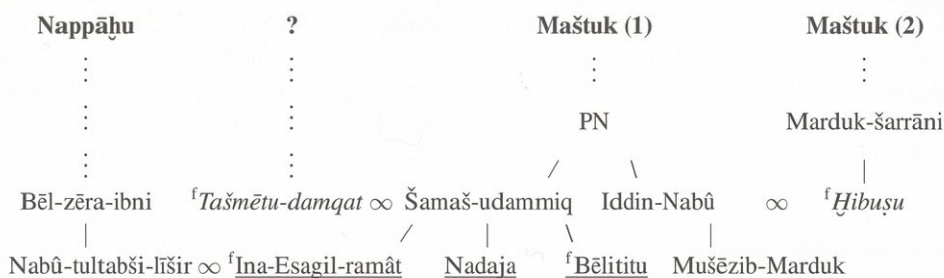 Nappāḫu ? Maštuk (1) Maštuk (2)
PN Marduk-šarrāni
Bēl-zēra-ibni ᶠTašmētu-damqat ∞ Šamaš-udammiq Iddin-Nabû ∞ ᶠḪibuṣu
Nabû-tultabši-līšir ∞ ᶠIna-Esagil-ramât Nadaja ᶠBēlititu Mušēzib-Marduk